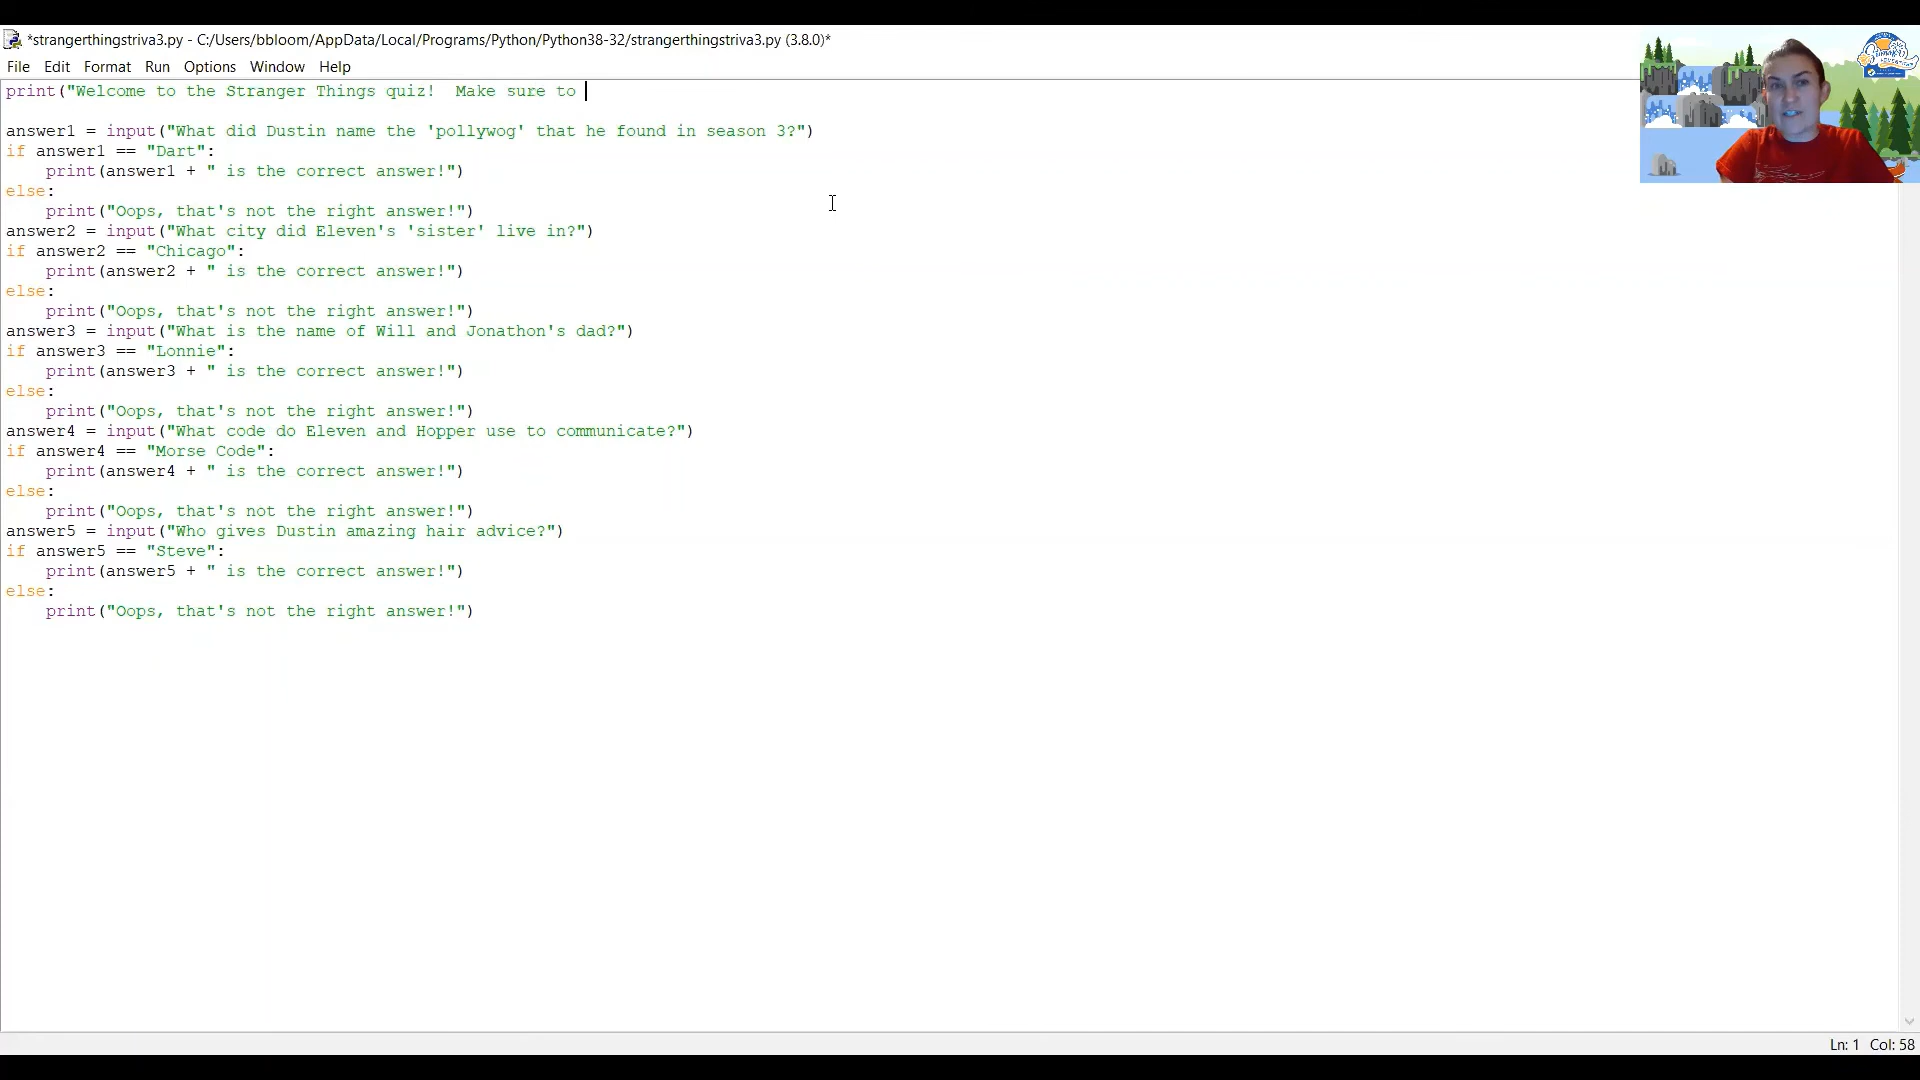 *strangerthingstriva3.py - C:/Users/bbloom/AppData/Local/Programs/Python/Python38-32/strangerthingstriva3.py (3.8.0)*
File Edit Format Run Options Window Help
print("Welcome to the Stranger Things quiz!  Make sure to
answer1 = input("What did Dustin name the 'pollywog' that he found in season 3?")
if answer1 == "Dart":
    print(answer1 + " is the correct answer!")
else:
    print("Oops, that's not the right answer!")
answer2 = input("What city did Eleven's 'sister' live in?")
if answer2 == "Chicago":
    print(answer2 + " is the correct answer!")
else:
    print("Oops, that's not the right answer!")
answer3 = input("What is the name of Will and Jonathon's dad?")
if answer3 == "Lonnie":
    print(answer3 + " is the correct answer!")
else:
    print("Oops, that's not the right answer!")
answer4 = input("What code do Eleven and Hopper use to communicate?")
if answer4 == "Morse Code":
    print(answer4 + " is the correct answer!")
else:
    print("Oops, that's not the right answer!")
answer5 = input("Who gives Dustin amazing hair advice?")
if answer5 == "Steve":
    print(answer5 + " is the correct answer!")
else:
    print("Oops, that's not the right answer!")
Ln: 1 Col: 58